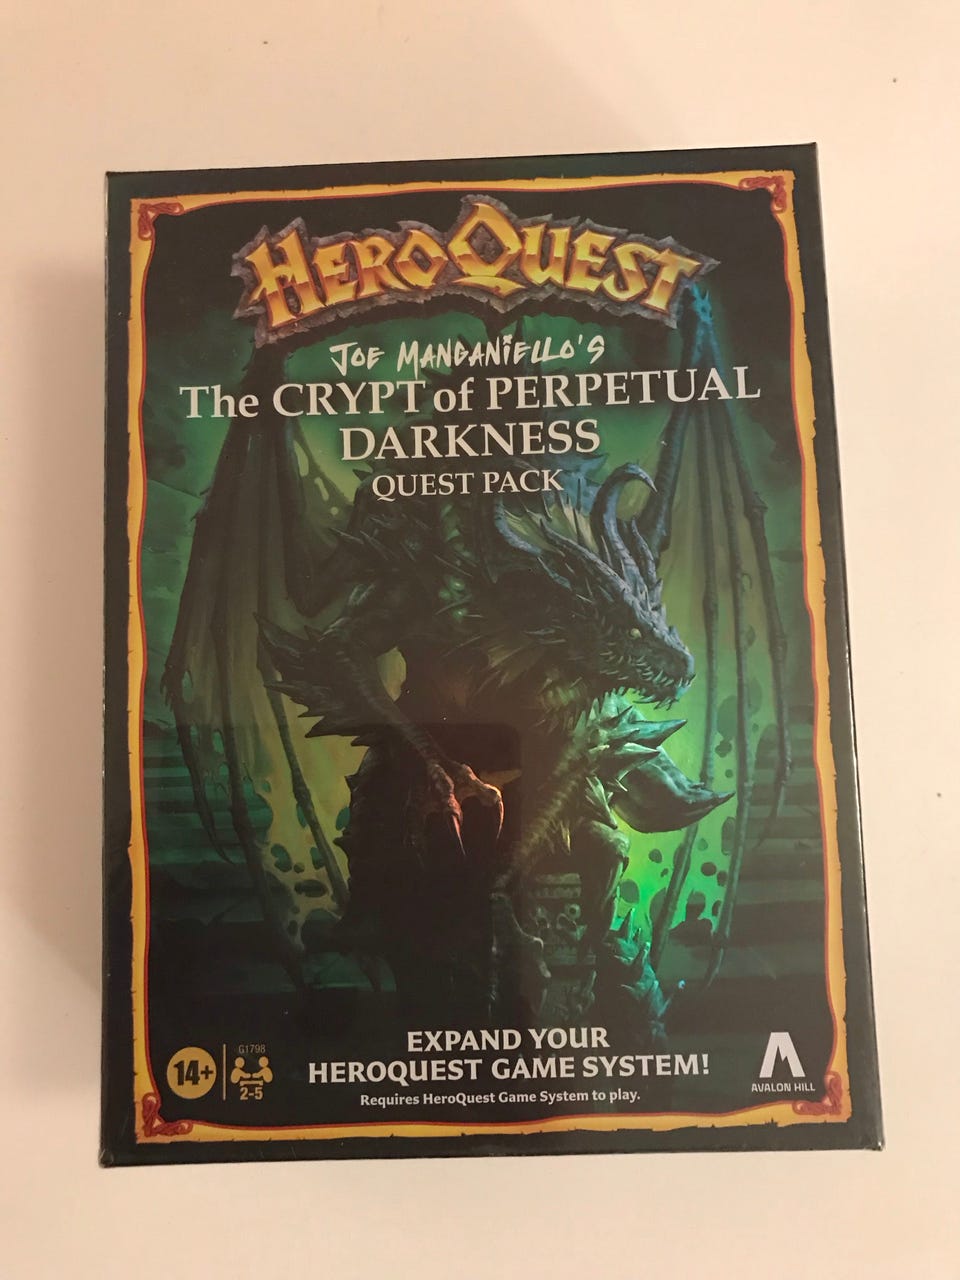 HEROQUEST
JOE MANGANiELLO'S
The CRYPT of PERPETUAL
DARKNESS
QUEST PACK
EXPAND YOUR
HEROQUEST GAME SYSTEM!
Requires HeroQuest Game System to play.
14+
G1798
2-5
AVALON HILL